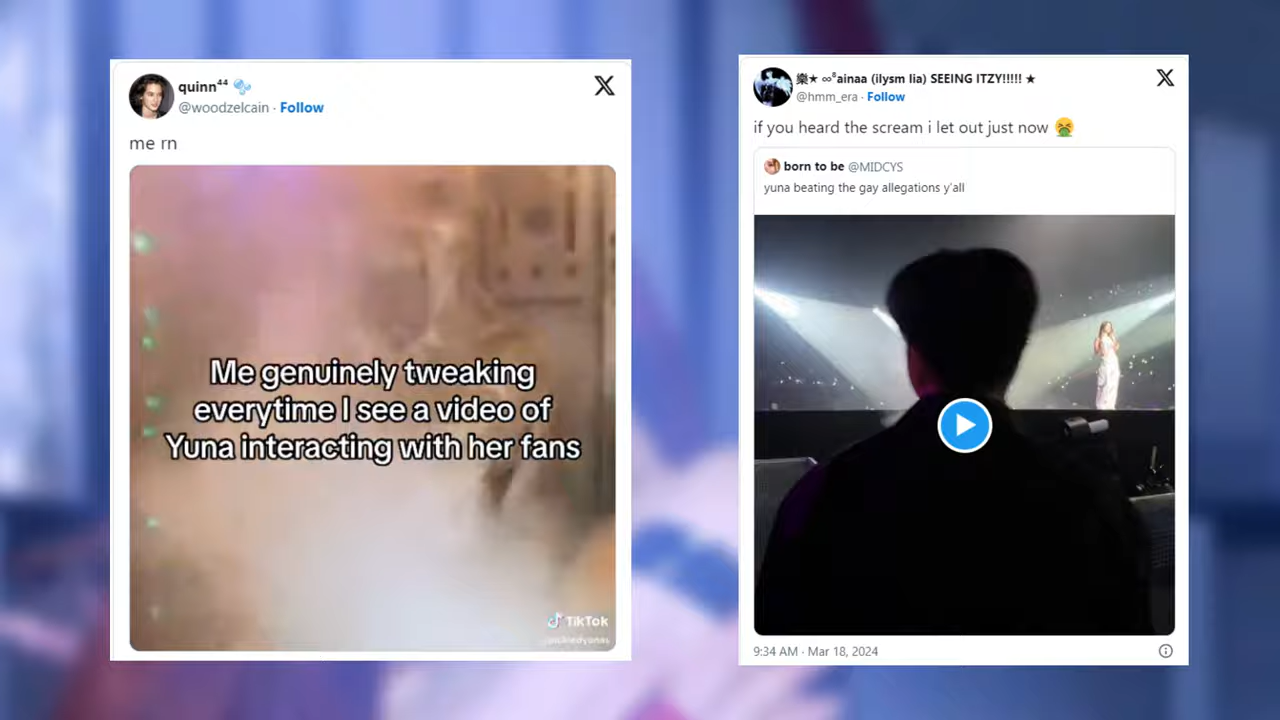 quinn⁴⁴ 🫧
@woodzelcain · Follow
me rn
Me genuinely tweaking
everytime I see a video of
Yuna interacting with her fans
TikTok
樂★ ∞⁸ainaa (ilysm lia) SEEING ITZY!!!!! ★
@hmm_era · Follow
if you heard the scream i let out just now 🤮
born to be @MIDCYS
yuna beating the gay allegations y'all
9:34 AM · Mar 18, 2024